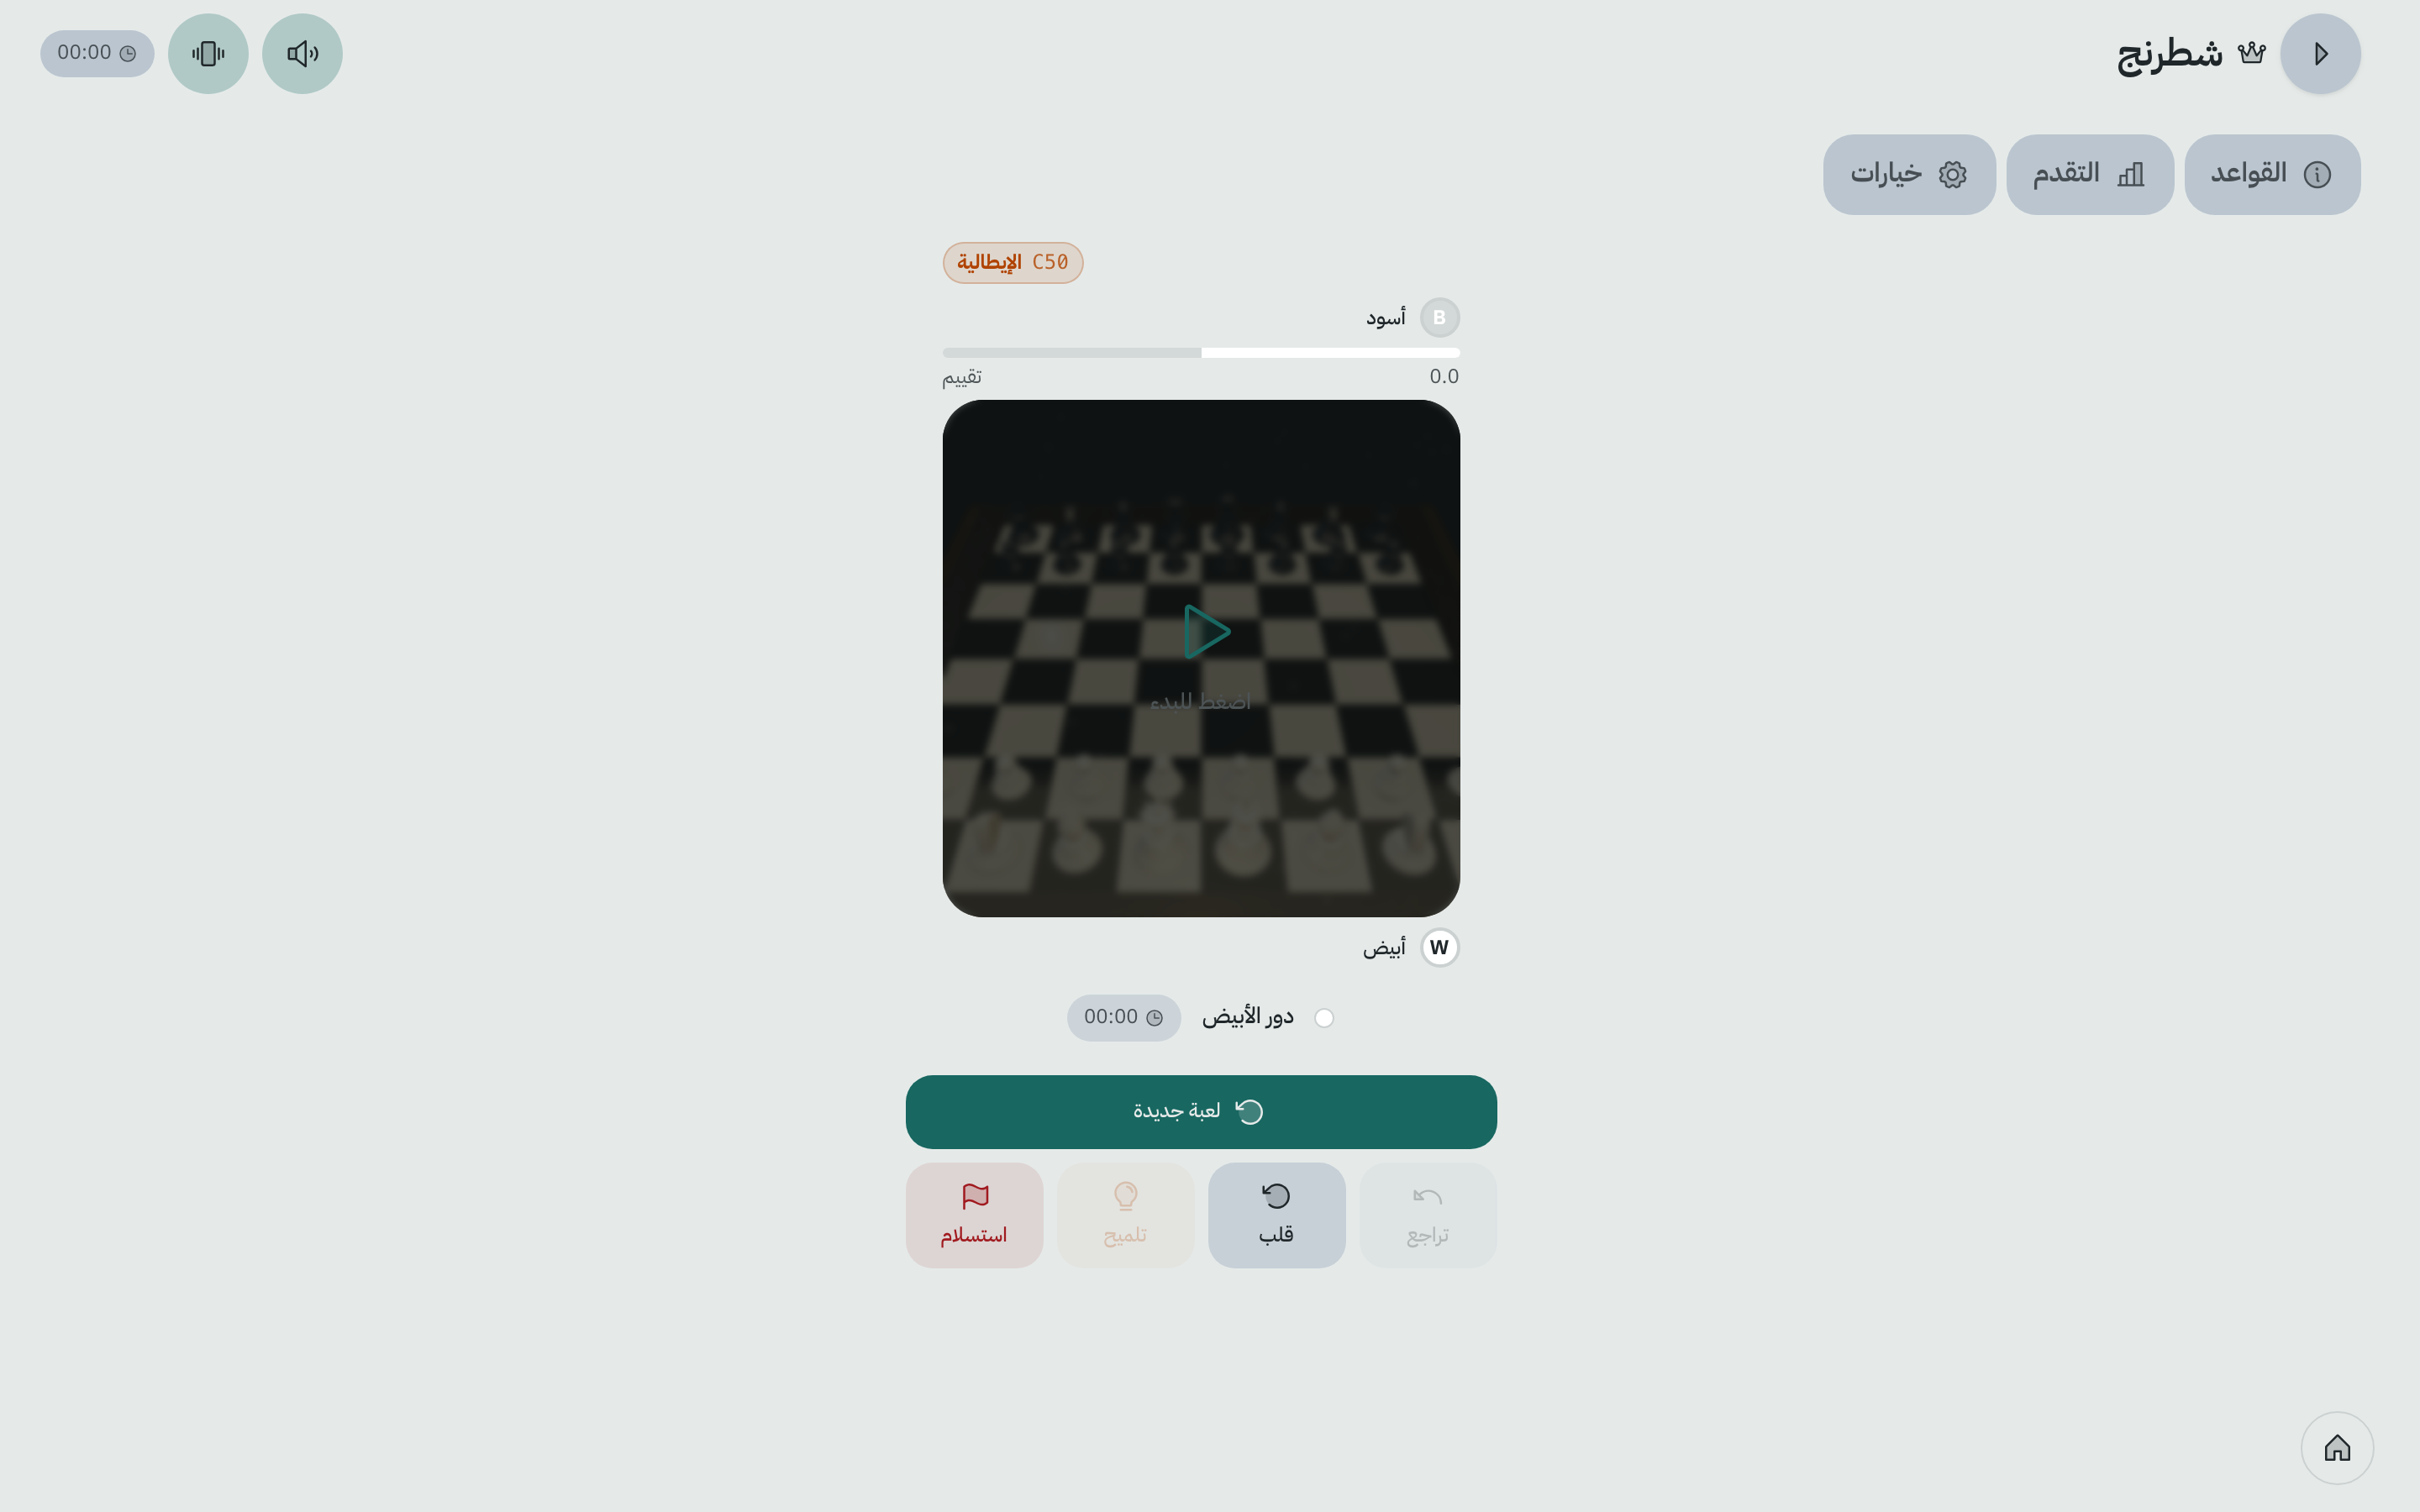 شطرنج
00:00
القواعد
التقدم
خيارات
C50 الإيطالية
B أسود
0.0 تقييم
اضغط للبدء
W أبيض
دور الأبيض 00:00
لعبة جديدة
تراجع
قلب
تلميح
استسلام